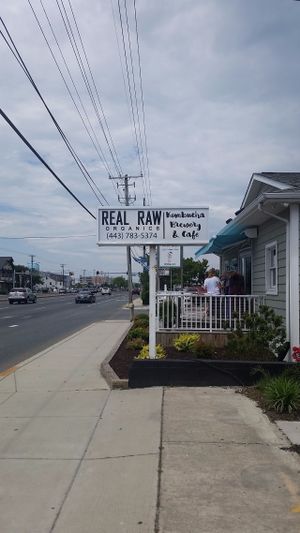 REAL RAW
ORGANICS
(443) 783-5374
Kombucha
Brewery
& Cafe